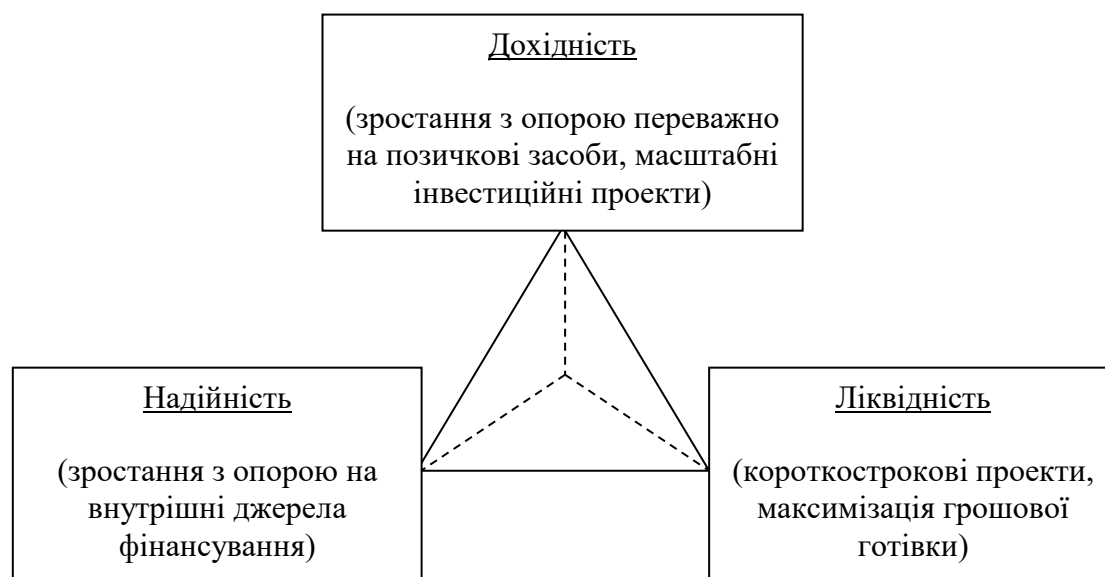 Дохідність
(зростання з опорою переважно
на позичкові засоби, масштабні
інвестиційні проекти)
Надійність
(зростання з опорою на
внутрішні джерела
фінансування)
Ліквідність
(короткострокові проекти,
максимізація грошової
готівки)